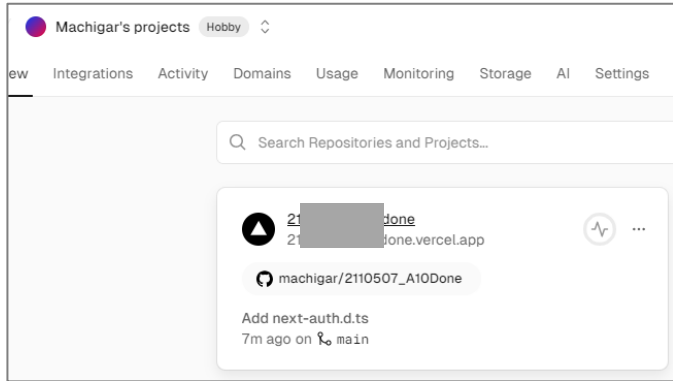 Machigar's projects Hobby
ew Integrations Activity Domains Usage Monitoring Storage AI Settings
Search Repositories and Projects...
21 done
21 done.vercel.app
machigar/2110507_A10Done
Add next-auth.d.ts
7m ago on main